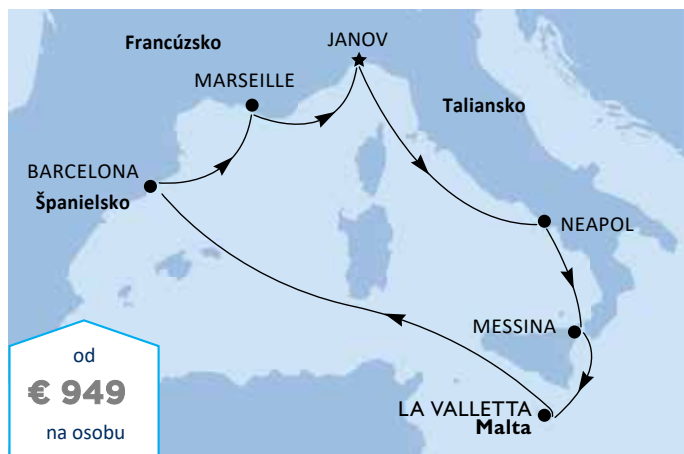 JANOV
Francúzsko
MARSEILLE
Taliansko
BARCELONA
Španielsko
NEAPOL
MESSINA
LA VALLETTA
Malta
od
€ 949
na osobu